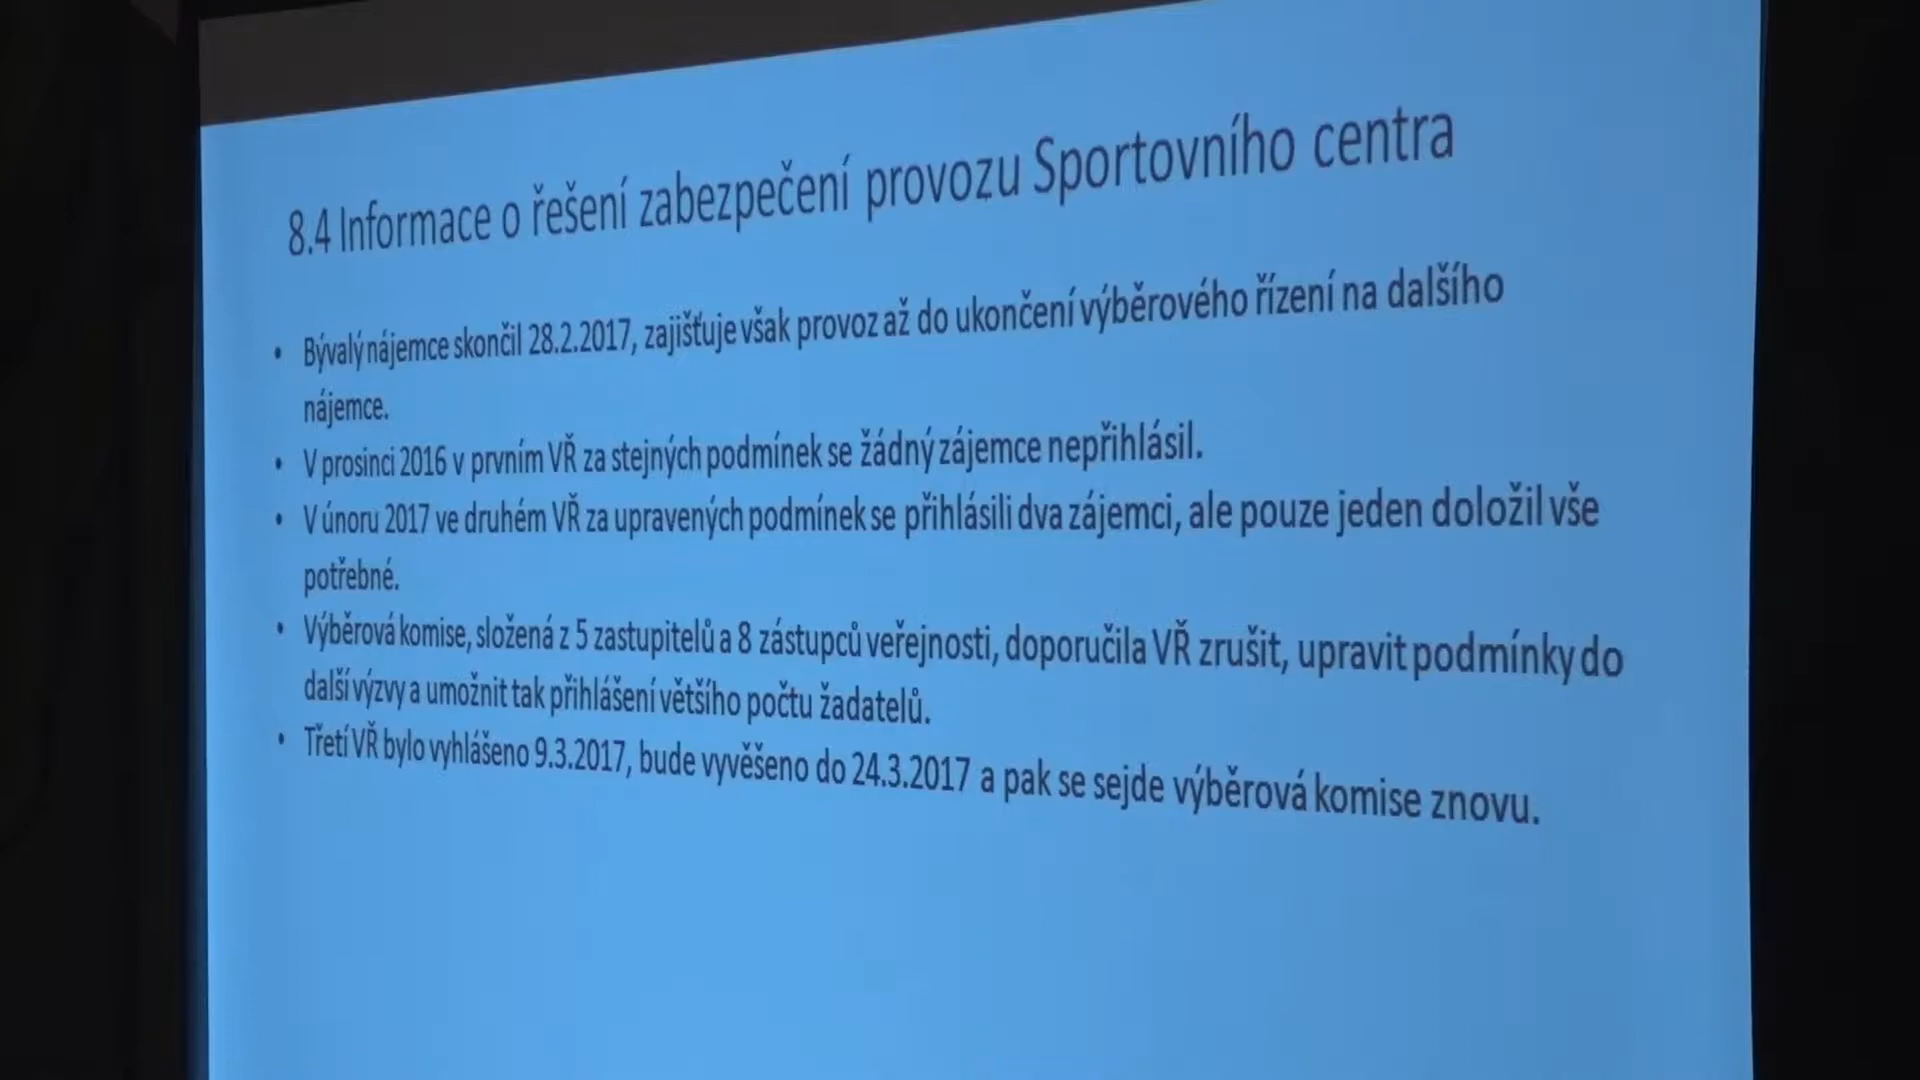 8.4 Informace o řešení zabezpečení provozu Sportovního centra
• Bývalý nájemce skončil 28.2.2017, zajišťuje však provoz až do ukončení výběrového řízení na dalšího
nájemce.
• V prosinci 2016 v prvním VŘ za stejných podmínek se žádný zájemce nepřihlásil.
• V únoru 2017 ve druhém VŘ za upravených podmínek se přihlásili dva zájemci, ale pouze jeden doložil vše
potřebné.
• Výběrová komise, složená z 5 zastupitelů a 8 zástupců veřejnosti, doporučila VŘ zrušit, upravit podmínky do
další výzvy a umožnit tak přihlášení většího počtu žadatelů.
• Třetí VŘ bylo vyhlášeno 9.3.2017, bude vyvěšeno do 24.3.2017 a pak se sejde výběrová komise znovu.